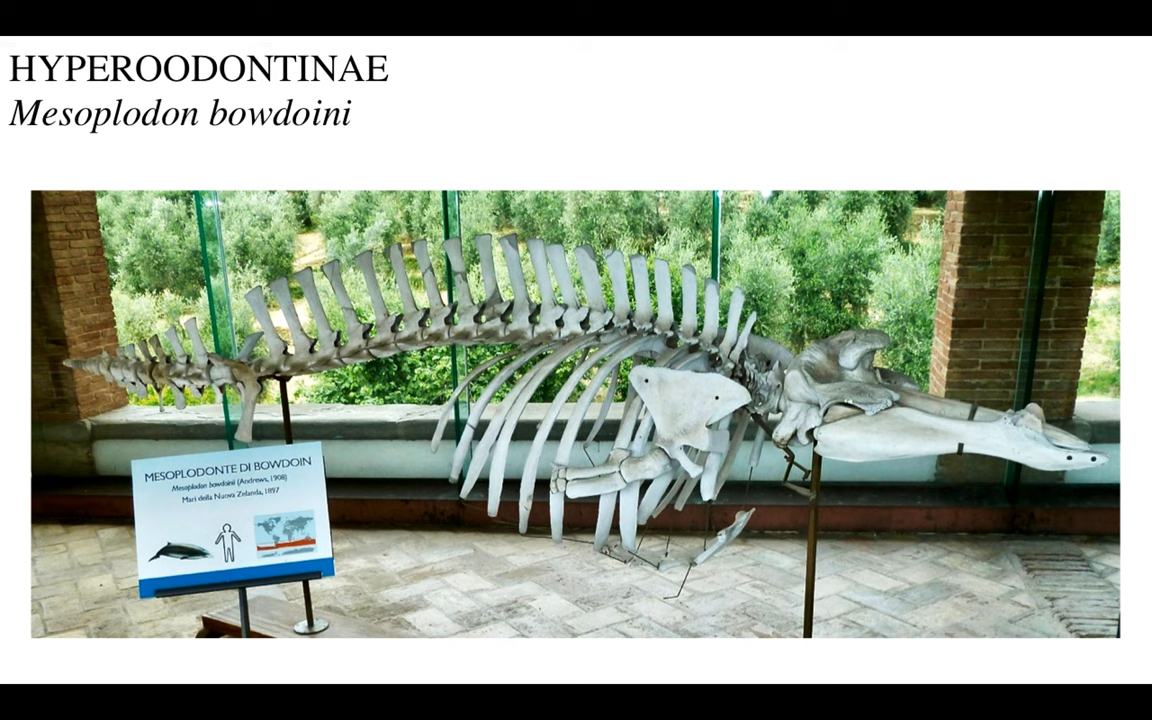 HYPEROODONTINAE
Mesoplodon bowdoini
MESOPLODONTE DI BOWDOIN
Mesoplodon bowdoini (Andrews, 1908)
Mari della Nuova Zelanda, 1897